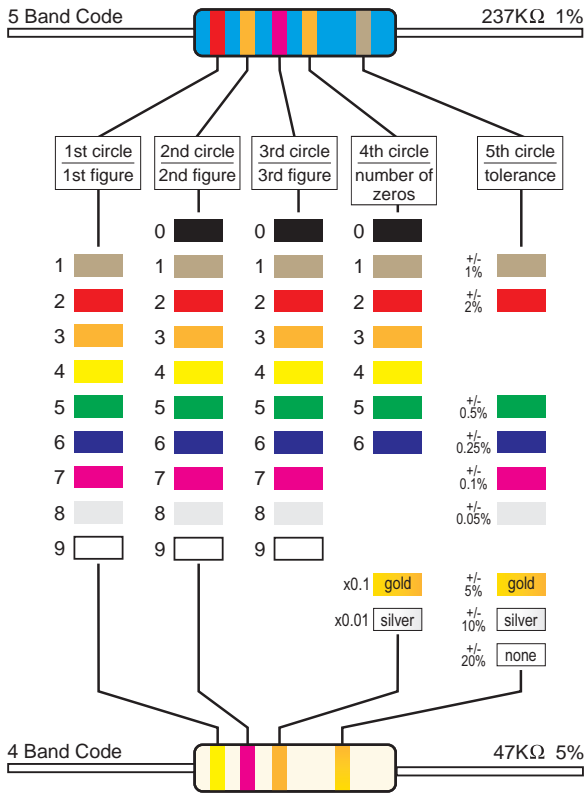 5 Band Code 237KΩ 1%
1st circle 2nd circle 3rd circle 4th circle 5th circle
1st figure 2nd figure 3rd figure number of tolerance
zeros
0 0 0
1 1 1 1 +/- 1%
2 2 2 2 +/- 2%
3 3 3 3
4 4 4 4
5 5 5 5 +/- 0.5%
6 6 6 6 +/- 0.25%
7 7 7 +/- 0.1%
8 8 8 +/- 0.05%
9 9 9
x0.1 gold +/- 5% gold
x0.01 silver +/- 10% silver
+/- 20% none
4 Band Code 47KΩ 5%